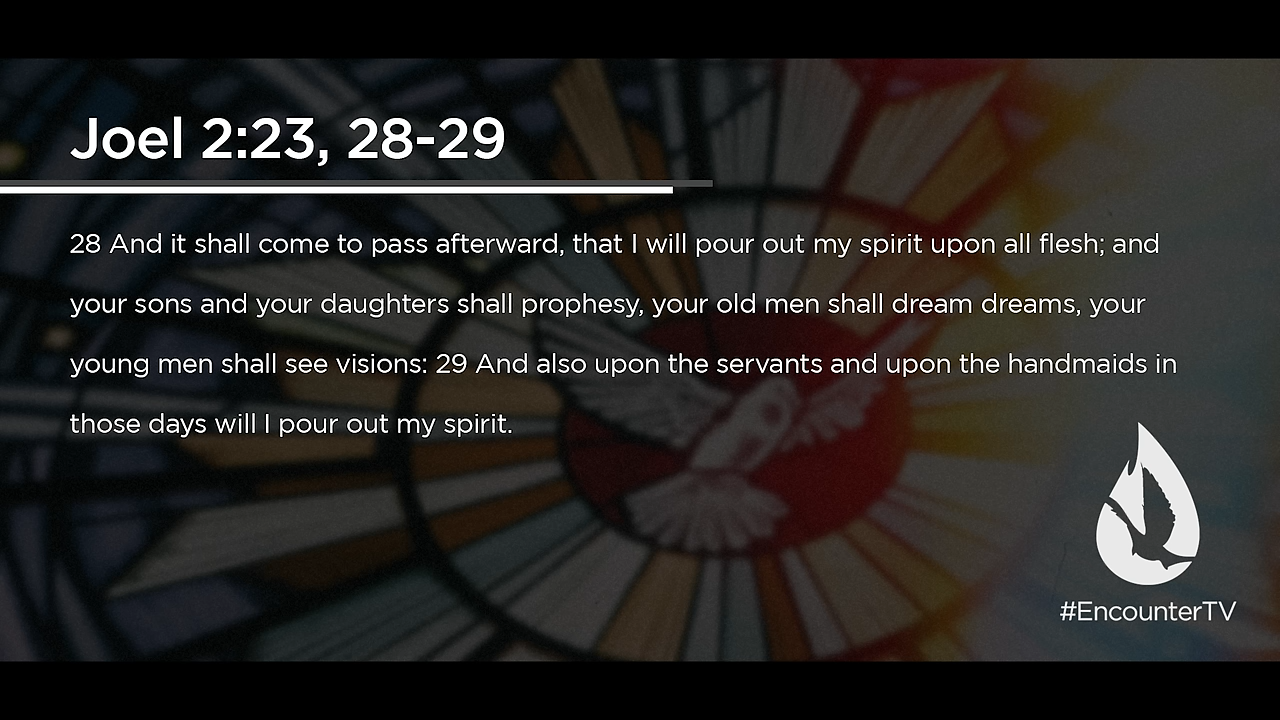 Joel 2:23, 28-29
28 And it shall come to pass afterward, that I will pour out my spirit upon all flesh; and
your sons and your daughters shall prophesy, your old men shall dream dreams, your
young men shall see visions: 29 And also upon the servants and upon the handmaids in
those days will I pour out my spirit.
#EncounterTV